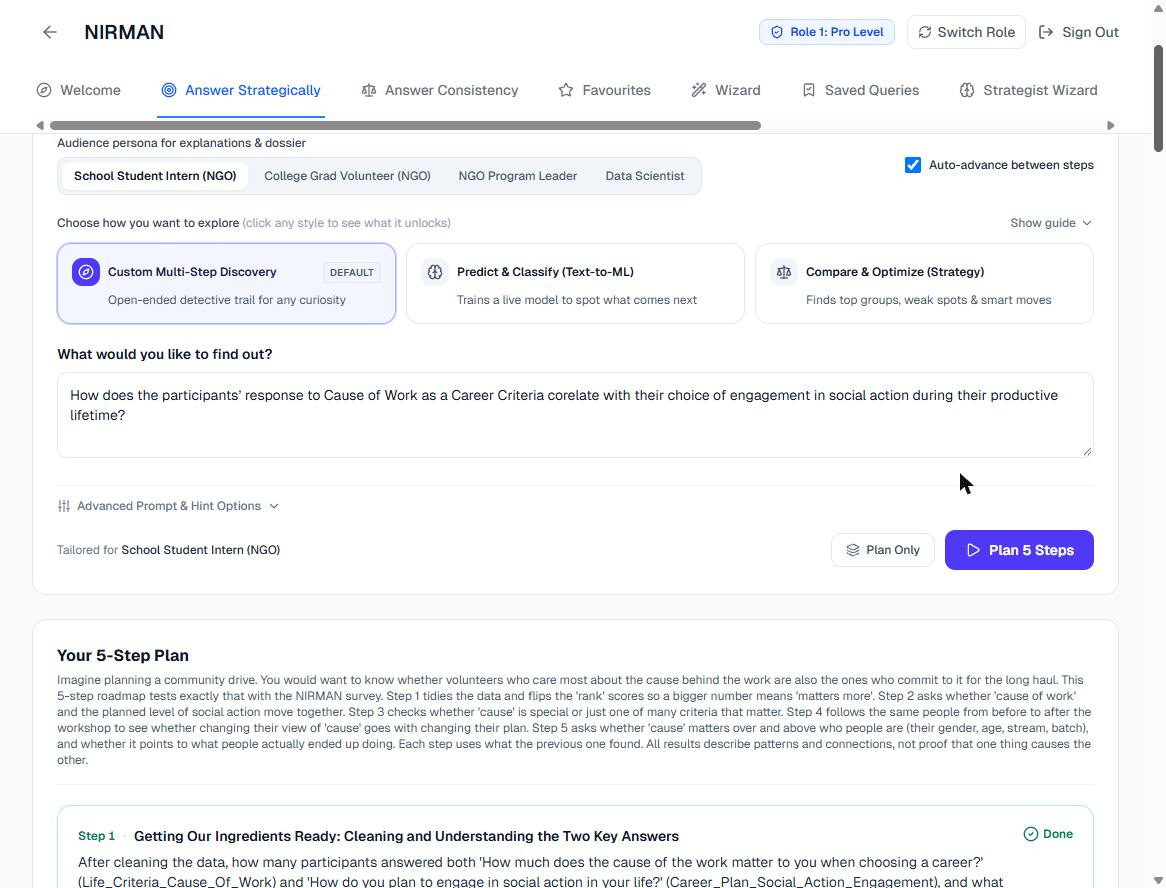 NIRMAN
Role 1: Pro Level
Switch Role
Sign Out
Welcome
Answer Strategically
Answer Consistency
Favourites
Wizard
Saved Queries
Strategist Wizard
Audience persona for explanations & dossier
School Student Intern (NGO)
College Grad Volunteer (NGO)
NGO Program Leader
Data Scientist
Auto-advance between steps
Choose how you want to explore (click any style to see what it unlocks)
Show guide
Custom Multi-Step Discovery
DEFAULT
Open-ended detective trail for any curiosity
Predict & Classify (Text-to-ML)
Trains a live model to spot what comes next
Compare & Optimize (Strategy)
Finds top groups, weak spots & smart moves
What would you like to find out?
How does the participants' response to Cause of Work as a Career Criteria corelate with their choice of engagement in social action during their productive
lifetime?
Advanced Prompt & Hint Options
Tailored for School Student Intern (NGO)
Plan Only
Plan 5 Steps
Your 5-Step Plan
Imagine planning a community drive. You would want to know whether volunteers who care most about the cause behind the work are also the ones who commit to it for the long haul. This
5-step roadmap tests exactly that with the NIRMAN survey. Step 1 tidies the data and flips the 'rank' scores so a bigger number means 'matters more'. Step 2 asks whether 'cause of work'
and the planned level of social action move together. Step 3 checks whether 'cause' is special or just one of many criteria that matter. Step 4 follows the same people from before to after the
workshop to see whether changing their view of 'cause' goes with changing their plan. Step 5 asks whether 'cause' matters over and above who people are (their gender, age, stream, batch),
and whether it points to what people actually ended up doing. Each step uses what the previous one found. All results describe patterns and connections, not proof that one thing causes the
other.
Step 1 · Getting Our Ingredients Ready: Cleaning and Understanding the Two Key Answers
Done
After cleaning the data, how many participants answered both 'How much does the cause of the work matter to you when choosing a career?'
(Life_Criteria_Cause_Of_Work) and 'How do you plan to engage in social action in your life?' (Career_Plan_Social_Action_Engagement), and what